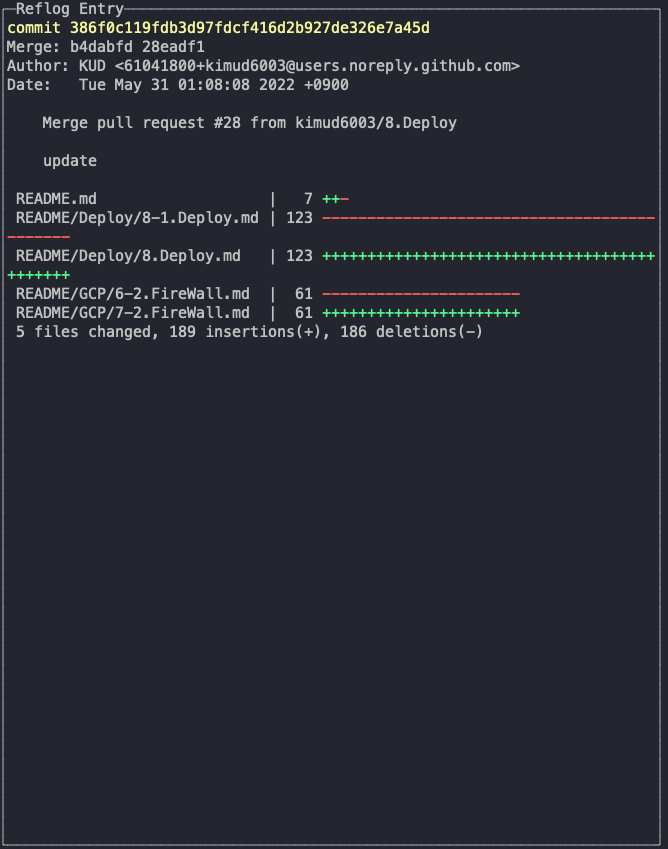 Reflog Entry
commit 386f0c119fdb3d97fdcf416d2b927de326e7a45d
Merge: b4dabfd 28eadf1
Author: KUD <61041800+kimud6003@users.noreply.github.com>
Date:   Tue May 31 01:08:08 2022 +0900
Merge pull request #28 from kimud6003/8.Deploy
update
README.md                   |   7 ++-
README/Deploy/8-1.Deploy.md | 123 -------------------------------------
-------
README/Deploy/8.Deploy.md   | 123 +++++++++++++++++++++++++++++++++++++
+++++++
README/GCP/6-2.FireWall.md  |  61 ----------------------
README/GCP/7-2.FireWall.md  |  61 ++++++++++++++++++++++
5 files changed, 189 insertions(+), 186 deletions(-)